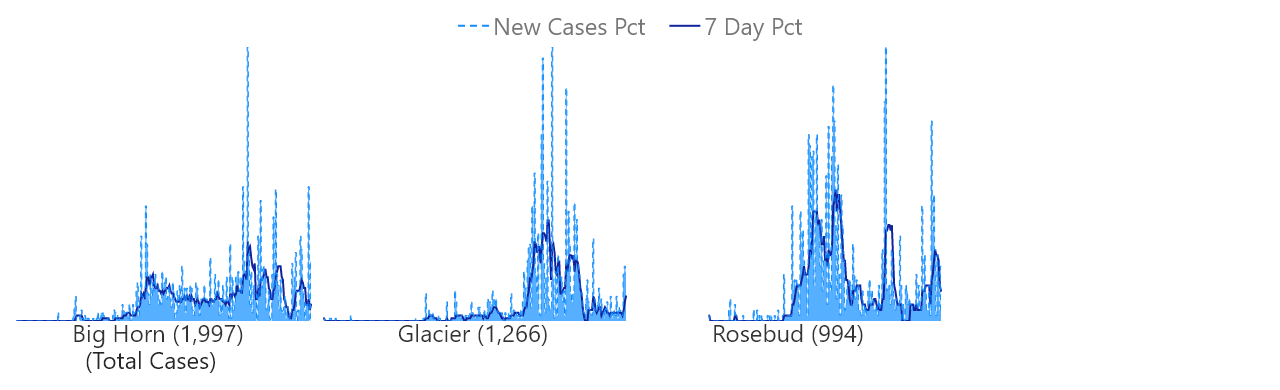 New Cases Pct 7 Day Pct
Big Horn (1,997) Glacier (1,266) Rosebud (994)
(Total Cases)